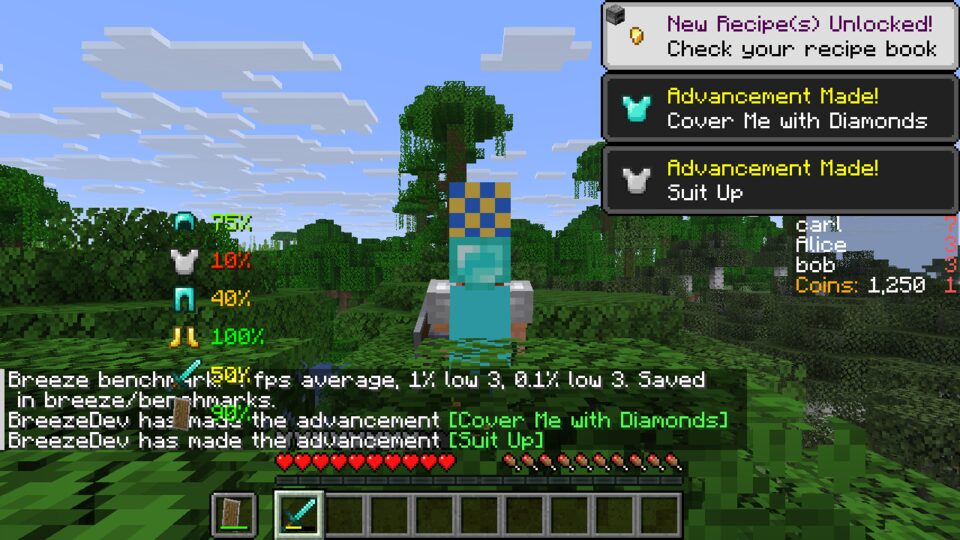 New Recipe(s) Unlocked!
Check your recipe book
Advancement Made!
Cover Me with Diamonds
Advancement Made!
Suit Up
carl
Alice 3
bob 3
Coins: 1,250 1
75%
10%
40%
100%
50%
90%
Breeze benchmark: fps average, 1% low 3, 0.1% low 3. Saved
in breeze/benchmarks.
BreezeDev has made the advancement [Cover Me with Diamonds]
BreezeDev has made the advancement [Suit Up]